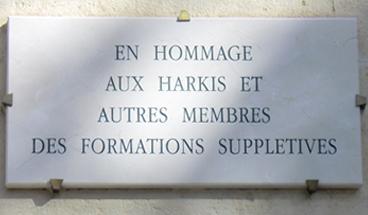 EN HOMMAGE
AUX HARKIS ET
AUTRES MEMBRES
DES FORMATIONS SUPPLETIVES